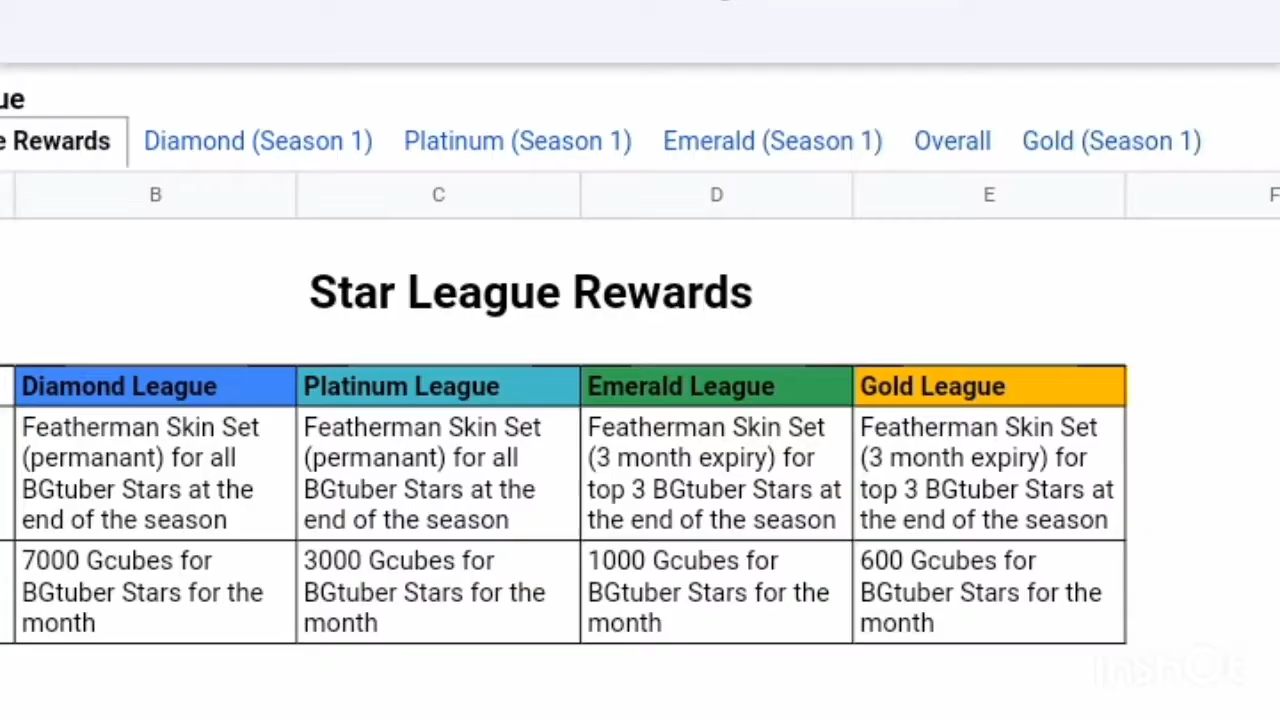 ue
e Rewards Diamond (Season 1) Platinum (Season 1) Emerald (Season 1) Overall Gold (Season 1)
B C D E F
Star League Rewards
Diamond League Platinum League Emerald League Gold League
Featherman Skin Set Featherman Skin Set Featherman Skin Set Featherman Skin Set
(permanant) for all (permanant) for all (3 month expiry) for (3 month expiry) for
BGtuber Stars at the BGtuber Stars at the top 3 BGtuber Stars at top 3 BGtuber Stars at
end of the season end of the season the end of the season the end of the season
7000 Gcubes for 3000 Gcubes for 1000 Gcubes for 600 Gcubes for
BGtuber Stars for the BGtuber Stars for the BGtuber Stars for the BGtuber Stars for the
month month month month